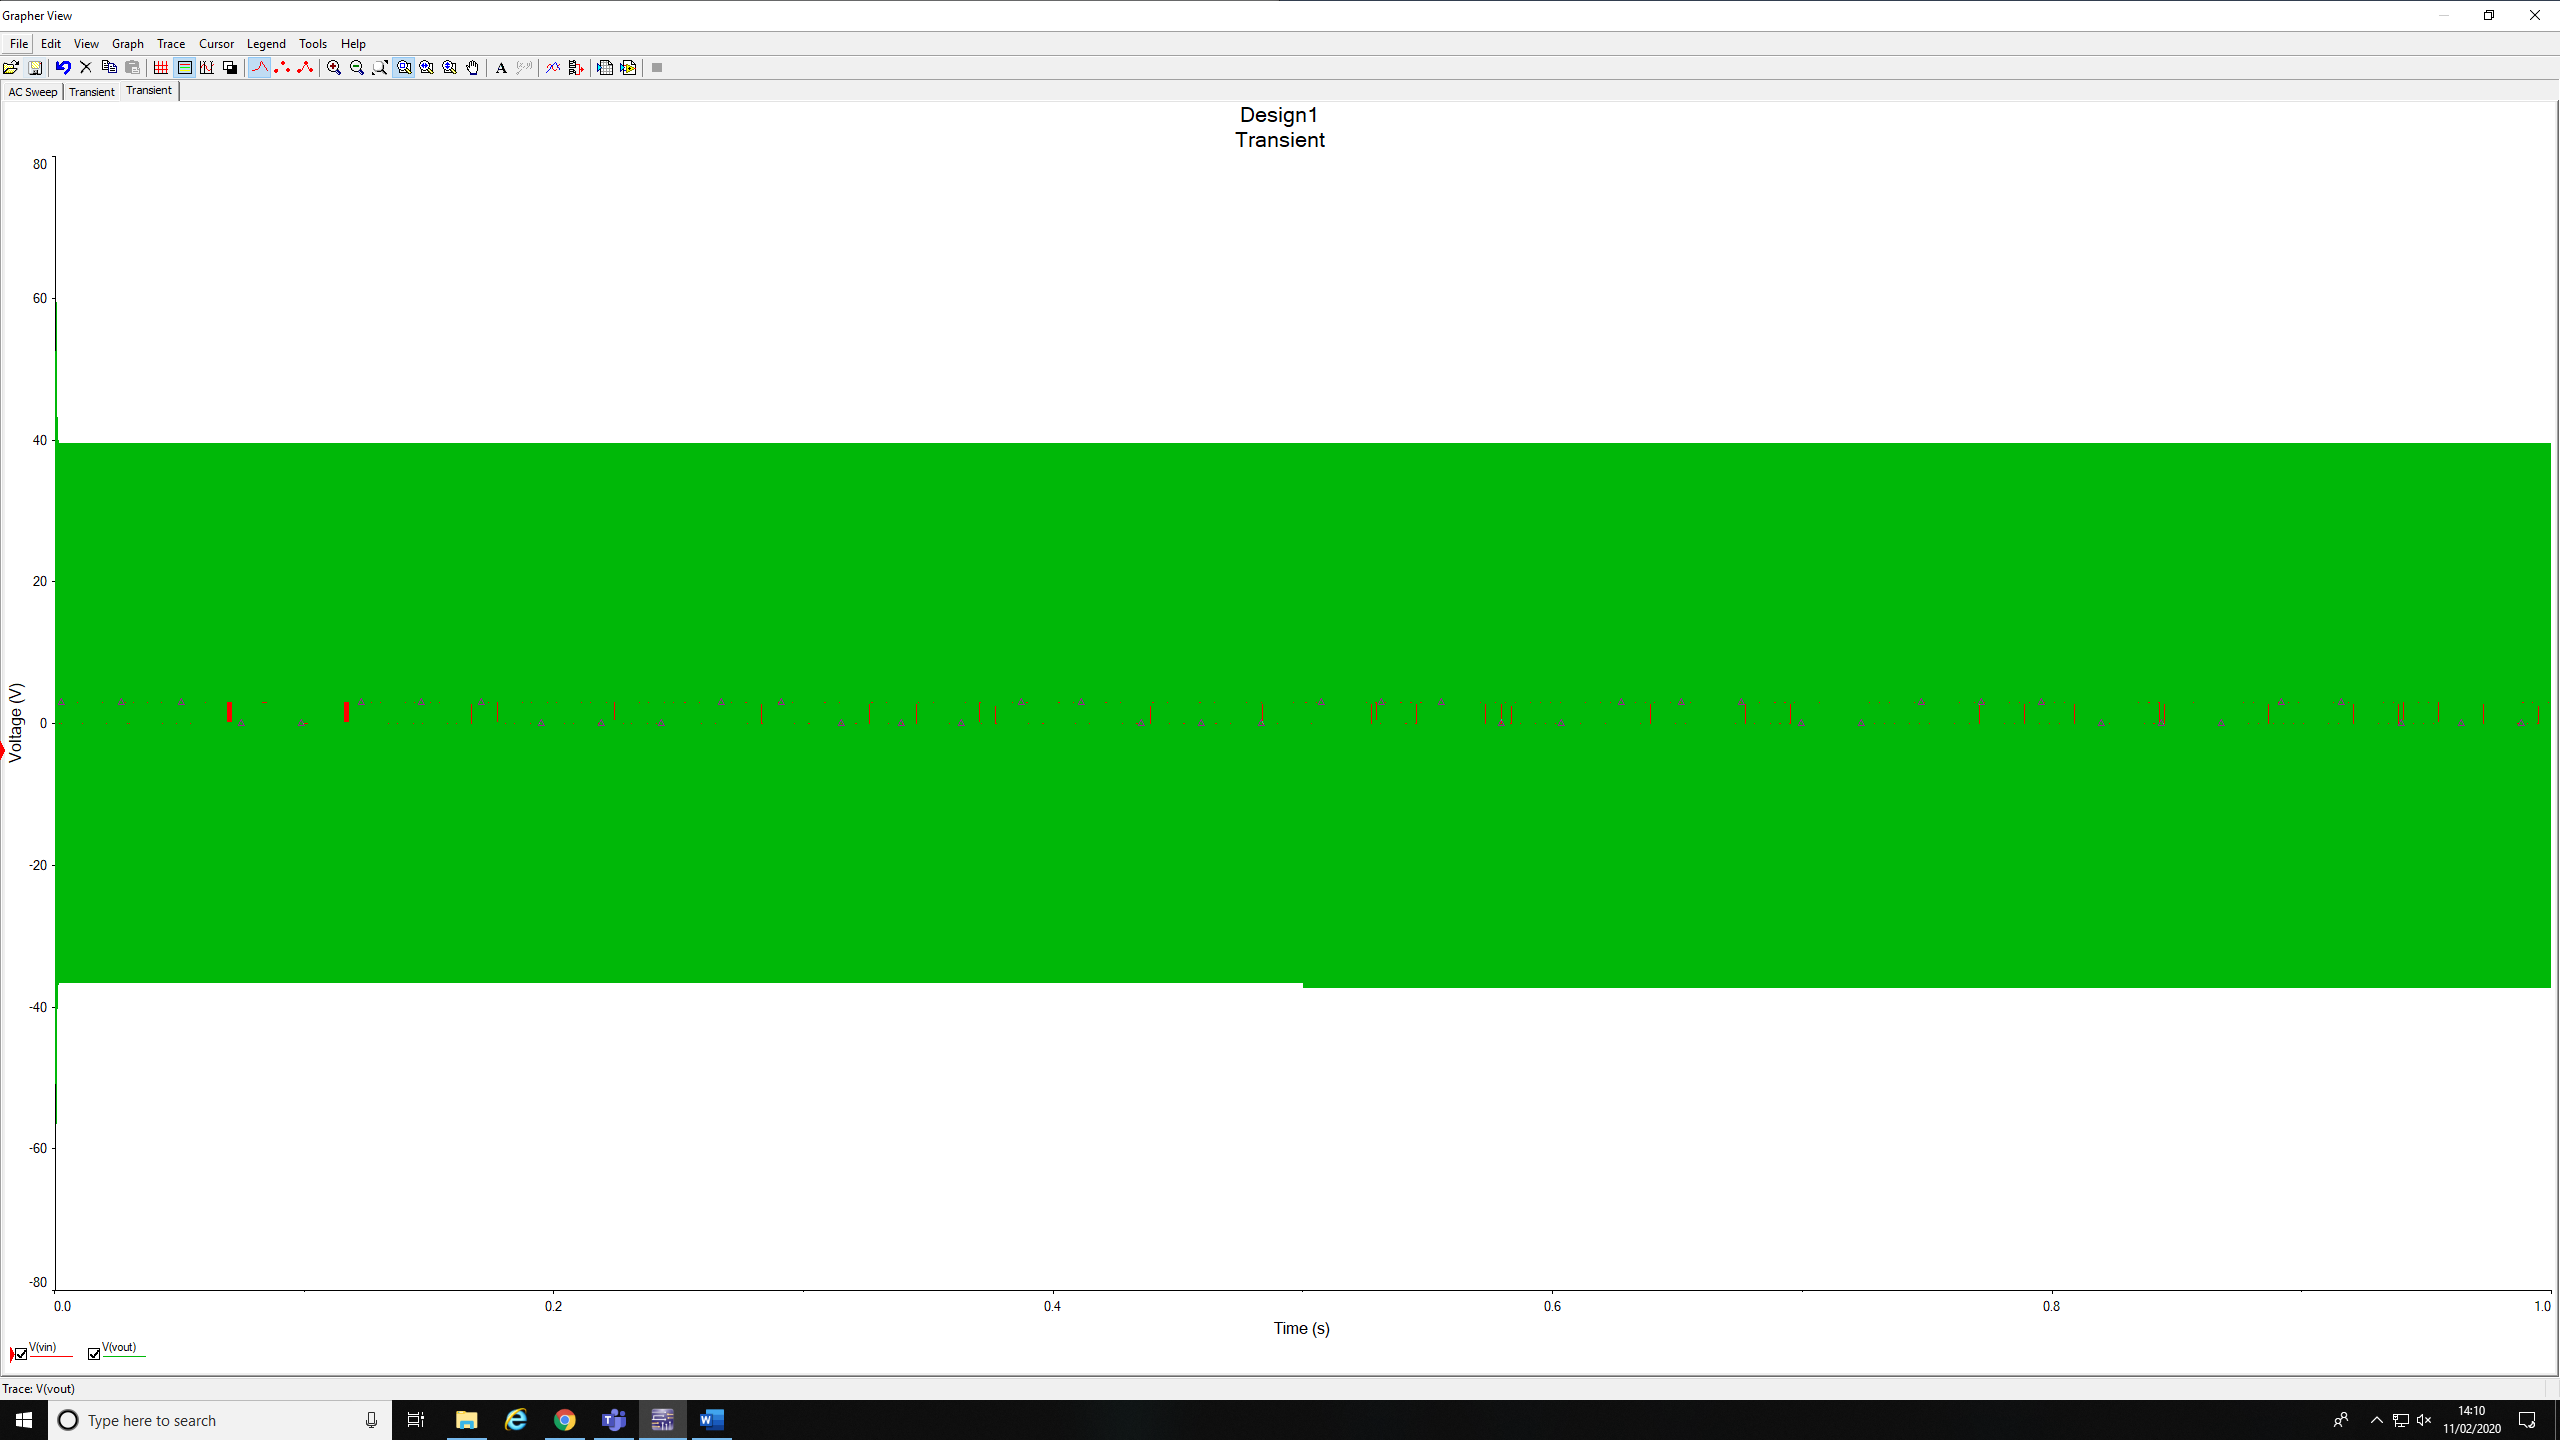 Grapher View
File Edit View Graph Trace Cursor Legend Tools Help
A
AC Sweep Transient Transient
Design1
Transient
80
60
40
20
0
-20
-40
-60
-80
Voltage (V)
0.0 0.2 0.4 0.6 0.8 1.0
Time (s)
V(vin) V(vout)
Trace: V(vout)
Type here to search
14:10
11/02/2020